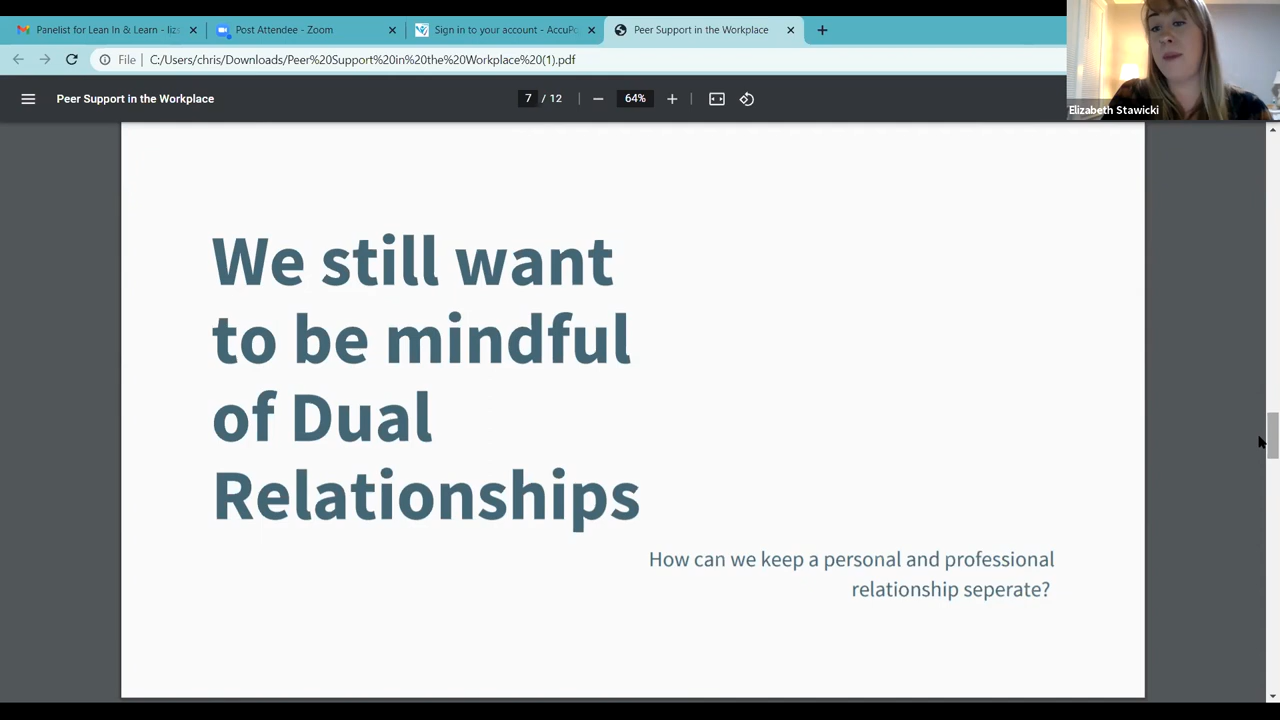 Panelist for Lean In & Learn - liz
Post Attendee - Zoom
Sign in to your account - AccuPo
Peer Support in the Workplace
File
C:/Users/chris/Downloads/Peer%20Support%20in%20the%20Workplace%20(1).pdf
Peer Support in the Workplace
7 / 12
64%
Elizabeth Stawicki
We still want
to be mindful
of Dual
Relationships
How can we keep a personal and professional
relationship seperate?